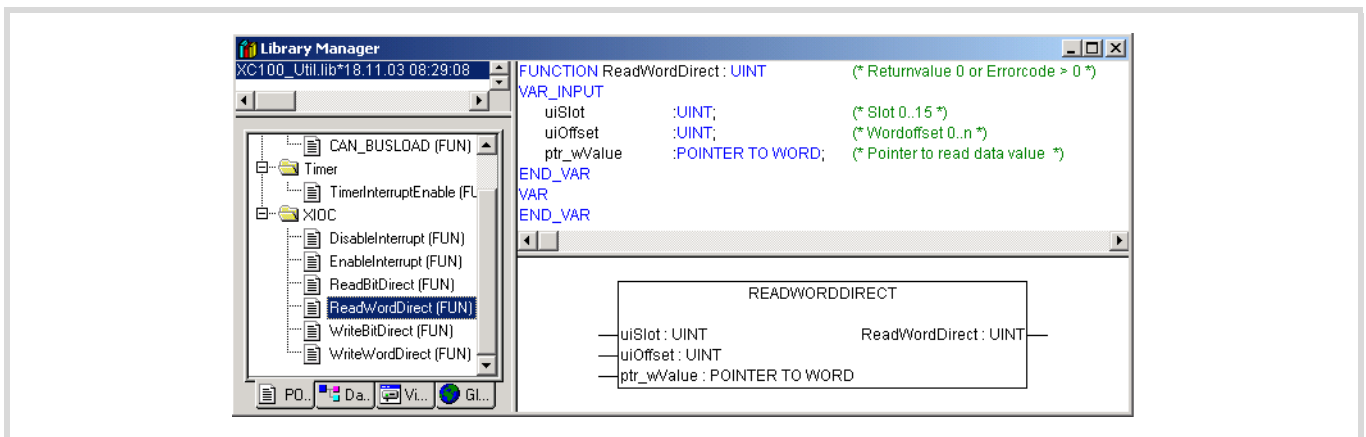 Library Manager
XC100_Util.lib*18.11.03 08:29:08
CAN_BUSLOAD (FUN)
Timer
TimerInterruptEnable (FU
XIOC
DisableInterrupt (FUN)
EnableInterrupt (FUN)
ReadBitDirect (FUN)
ReadWordDirect (FUN)
WriteBitDirect (FUN)
WriteWordDirect (FUN)
PO.. Da.. Vi... Gl...
FUNCTION ReadWordDirect : UINT (* Returnvalue 0 or Errorcode > 0 *)
VAR_INPUT
uiSlot :UINT; (* Slot 0..15 *)
uiOffset :UINT; (* Wordoffset 0..n *)
ptr_wValue :POINTER TO WORD; (* Pointer to read data value *)
END_VAR
VAR
END_VAR
READWORDDIRECT
uiSlot : UINT ReadWordDirect : UINT
uiOffset : UINT
ptr_wValue : POINTER TO WORD